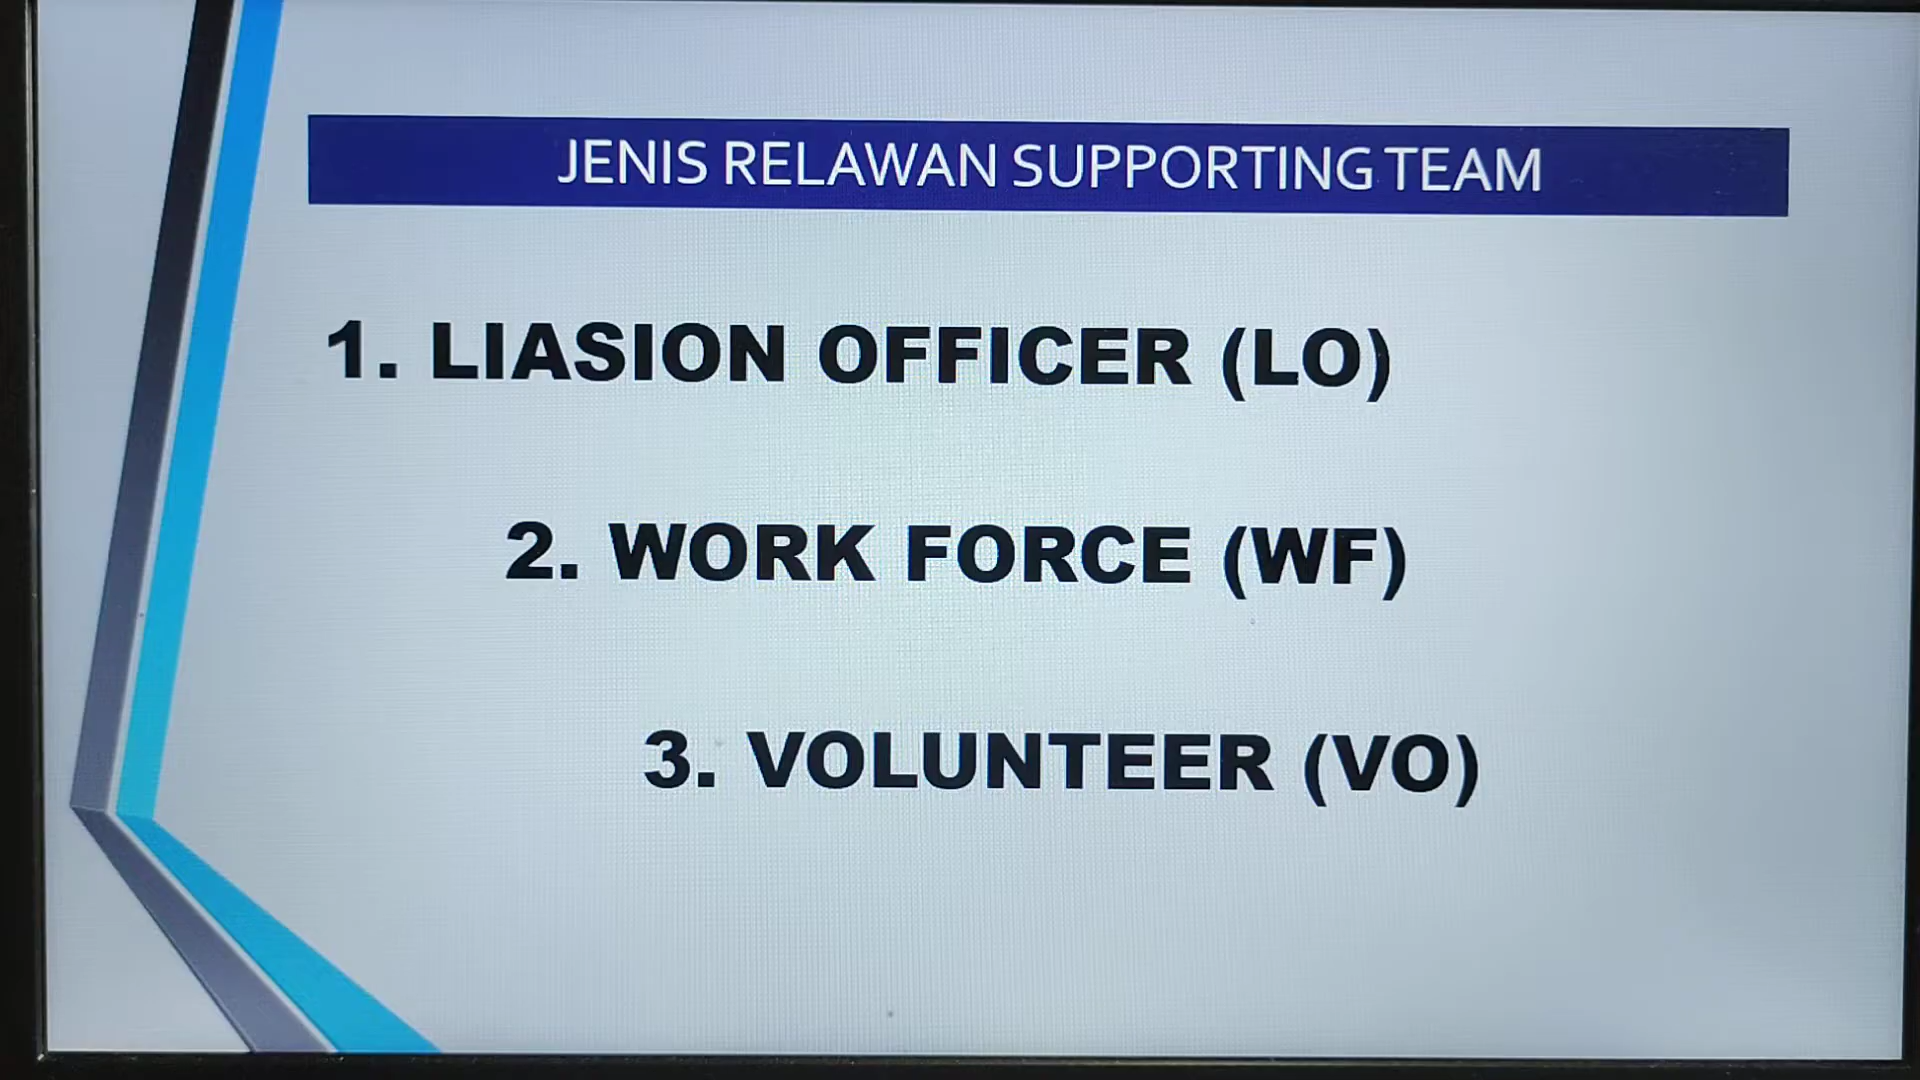 JENIS RELAWAN SUPPORTING TEAM
1. LIASION OFFICER (LO)
2. WORK FORCE (WF)
3. VOLUNTEER (VO)